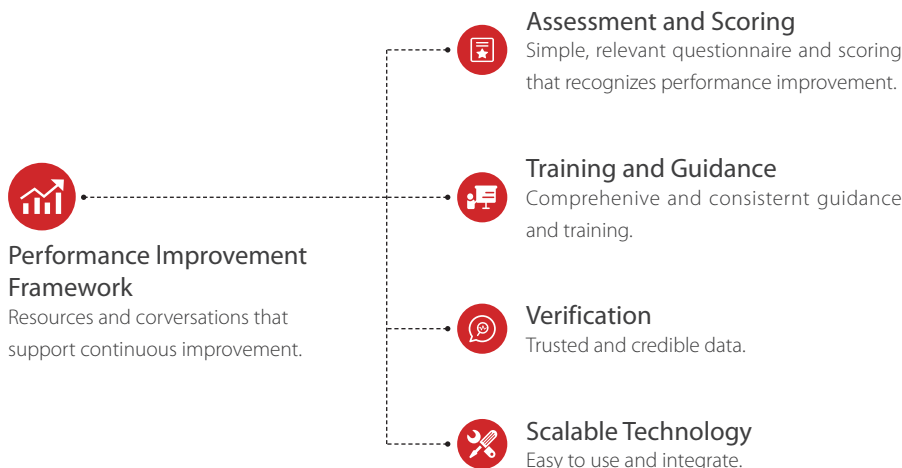 Assessment and Scoring
Simple, relevant questionnaire and scoring
that recognizes performance improvement.
Training and Guidance
Comprehenive and consisternt guidance
and training.
Performance Improvement
Framework
Resources and corversations that
support continuous improvement.
Verification
Trusted and credible data.
Scalable Technology
Easy to use and integrate.